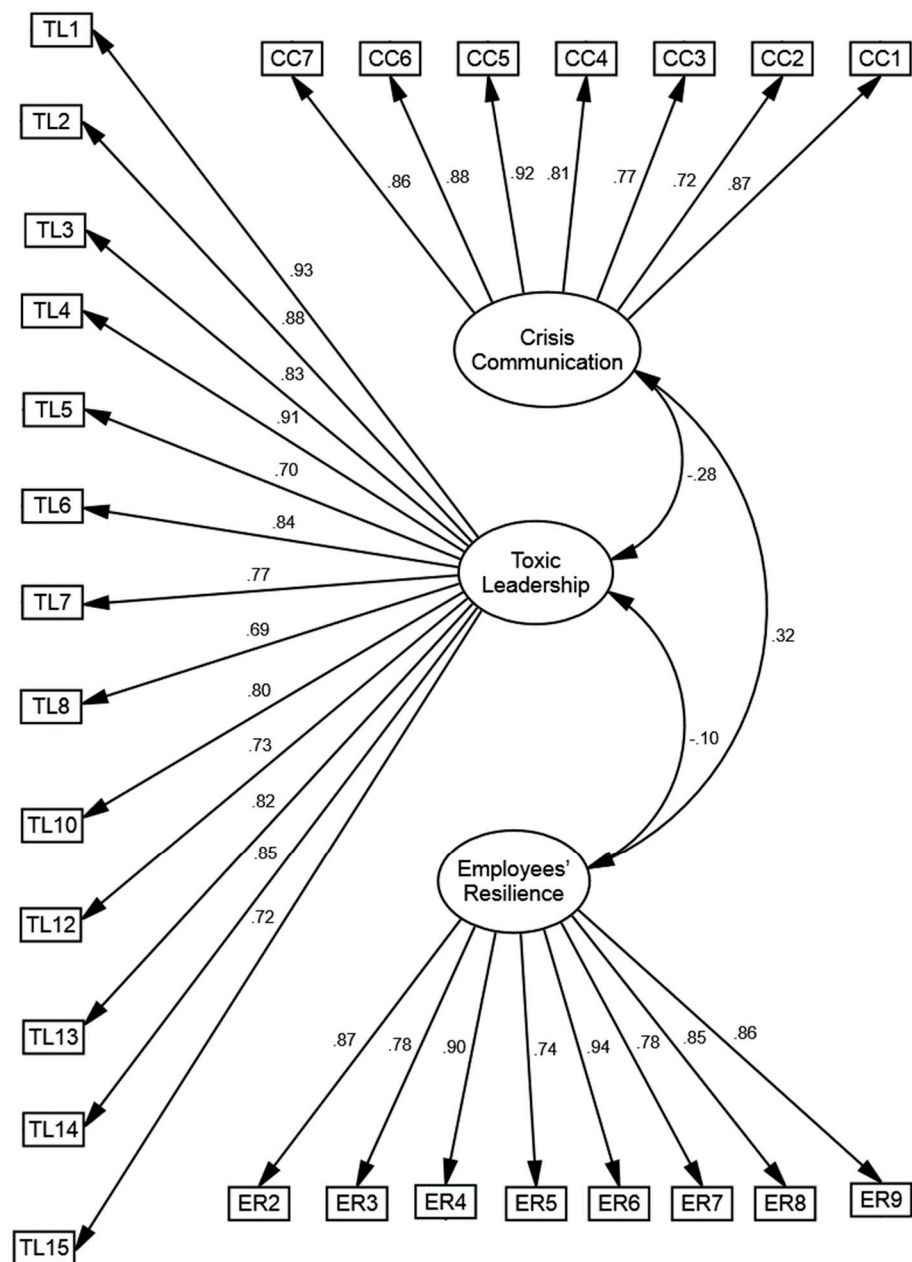 TL1
TL2
TL3
TL4
TL5
TL6
TL7
TL8
TL10
TL12
TL13
TL14
TL15
.93
.88
.83
.91
.70
.84
.77
.69
.80
.73
.82
.85
.72
CC7 CC6 CC5 CC4 CC3 CC2 CC1
.86 .88 .92 .81 .77 .72 .87
Crisis
Communication
-.28
Toxic
Leadership
.32
-.10
Employees’
Resilience
.87 .78 .90 .74 .94 .78 .85 .86
ER2 ER3 ER4 ER5 ER6 ER7 ER8 ER9